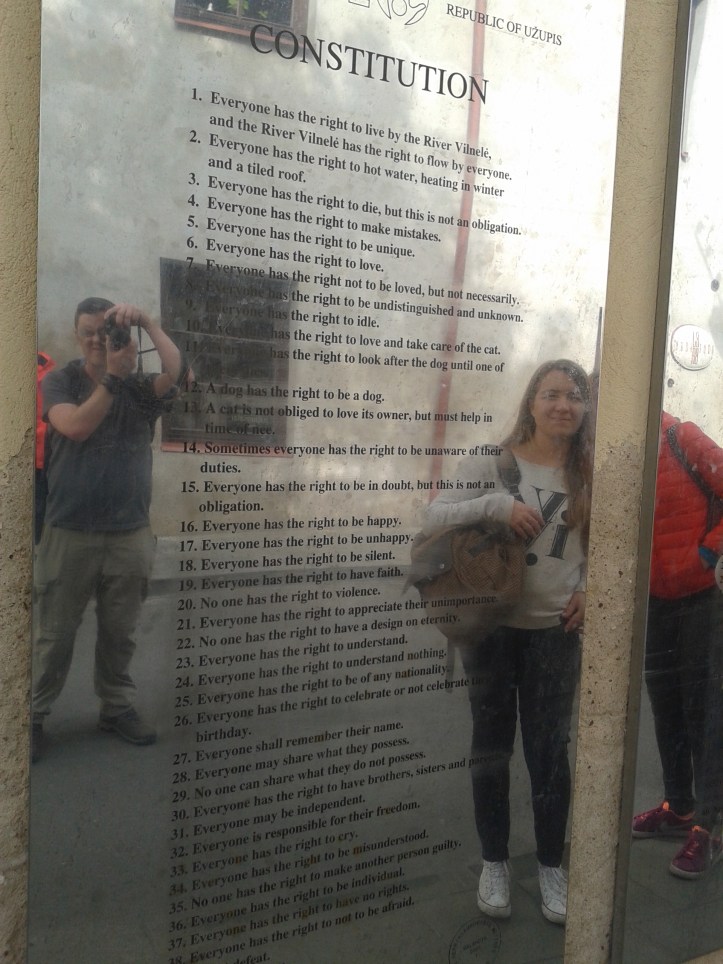 REPUBLIC OF UŽUPIS
CONSTITUTION
1. Everyone has the right to live by the River Vilnelė,
and the River Vilnelė has the right to flow by everyone.
2. Everyone has the right to hot water, heating in winter
and a tiled roof.
3. Everyone has the right to die, but this is not an obligation.
4. Everyone has the right to make mistakes.
5. Everyone has the right to be unique.
6. Everyone has the right to love.
7. Everyone has the right not to be loved, but not necessarily.
8. Everyone has the right to be undistinguished and unknown.
9. Everyone has the right to idle.
10. Everyone has the right to love and take care of the cat.
11. Everyone has the right to look after the dog until one of
12. A dog has the right to be a dog.
13. A cat is not obliged to love its owner, but must help in
time of nee.
14. Sometimes everyone has the right to be unaware of their
duties.
15. Everyone has the right to be in doubt, but this is not an
obligation.
16. Everyone has the right to be happy.
17. Everyone has the right to be unhappy.
18. Everyone has the right to be silent.
19. Everyone has the right to have faith.
20. No one has the right to violence.
21. Everyone has the right to appreciate their unimportance.
22. No one has the right to have a design on eternity.
23. Everyone has the right to understand.
24. Everyone has the right to understand nothing.
25. Everyone has the right to be of any nationality.
26. Everyone has the right to celebrate or not celebrate
birthday.
27. Everyone shall remember their name.
28. Everyone may share what they possess.
29. No one can share what they do not possess.
30. Everyone has the right to have brothers, sisters and
31. Everyone may be independent.
32. Everyone is responsible for their freedom.
33. Everyone has the right to cry.
34. Everyone has the right to be misunderstood.
35. No one has the right to make another person guilty.
36. Everyone has the right to be individual.
37. Everyone has the right to have no rights.
38. Everyone has the right to not to be afraid.
defeat.